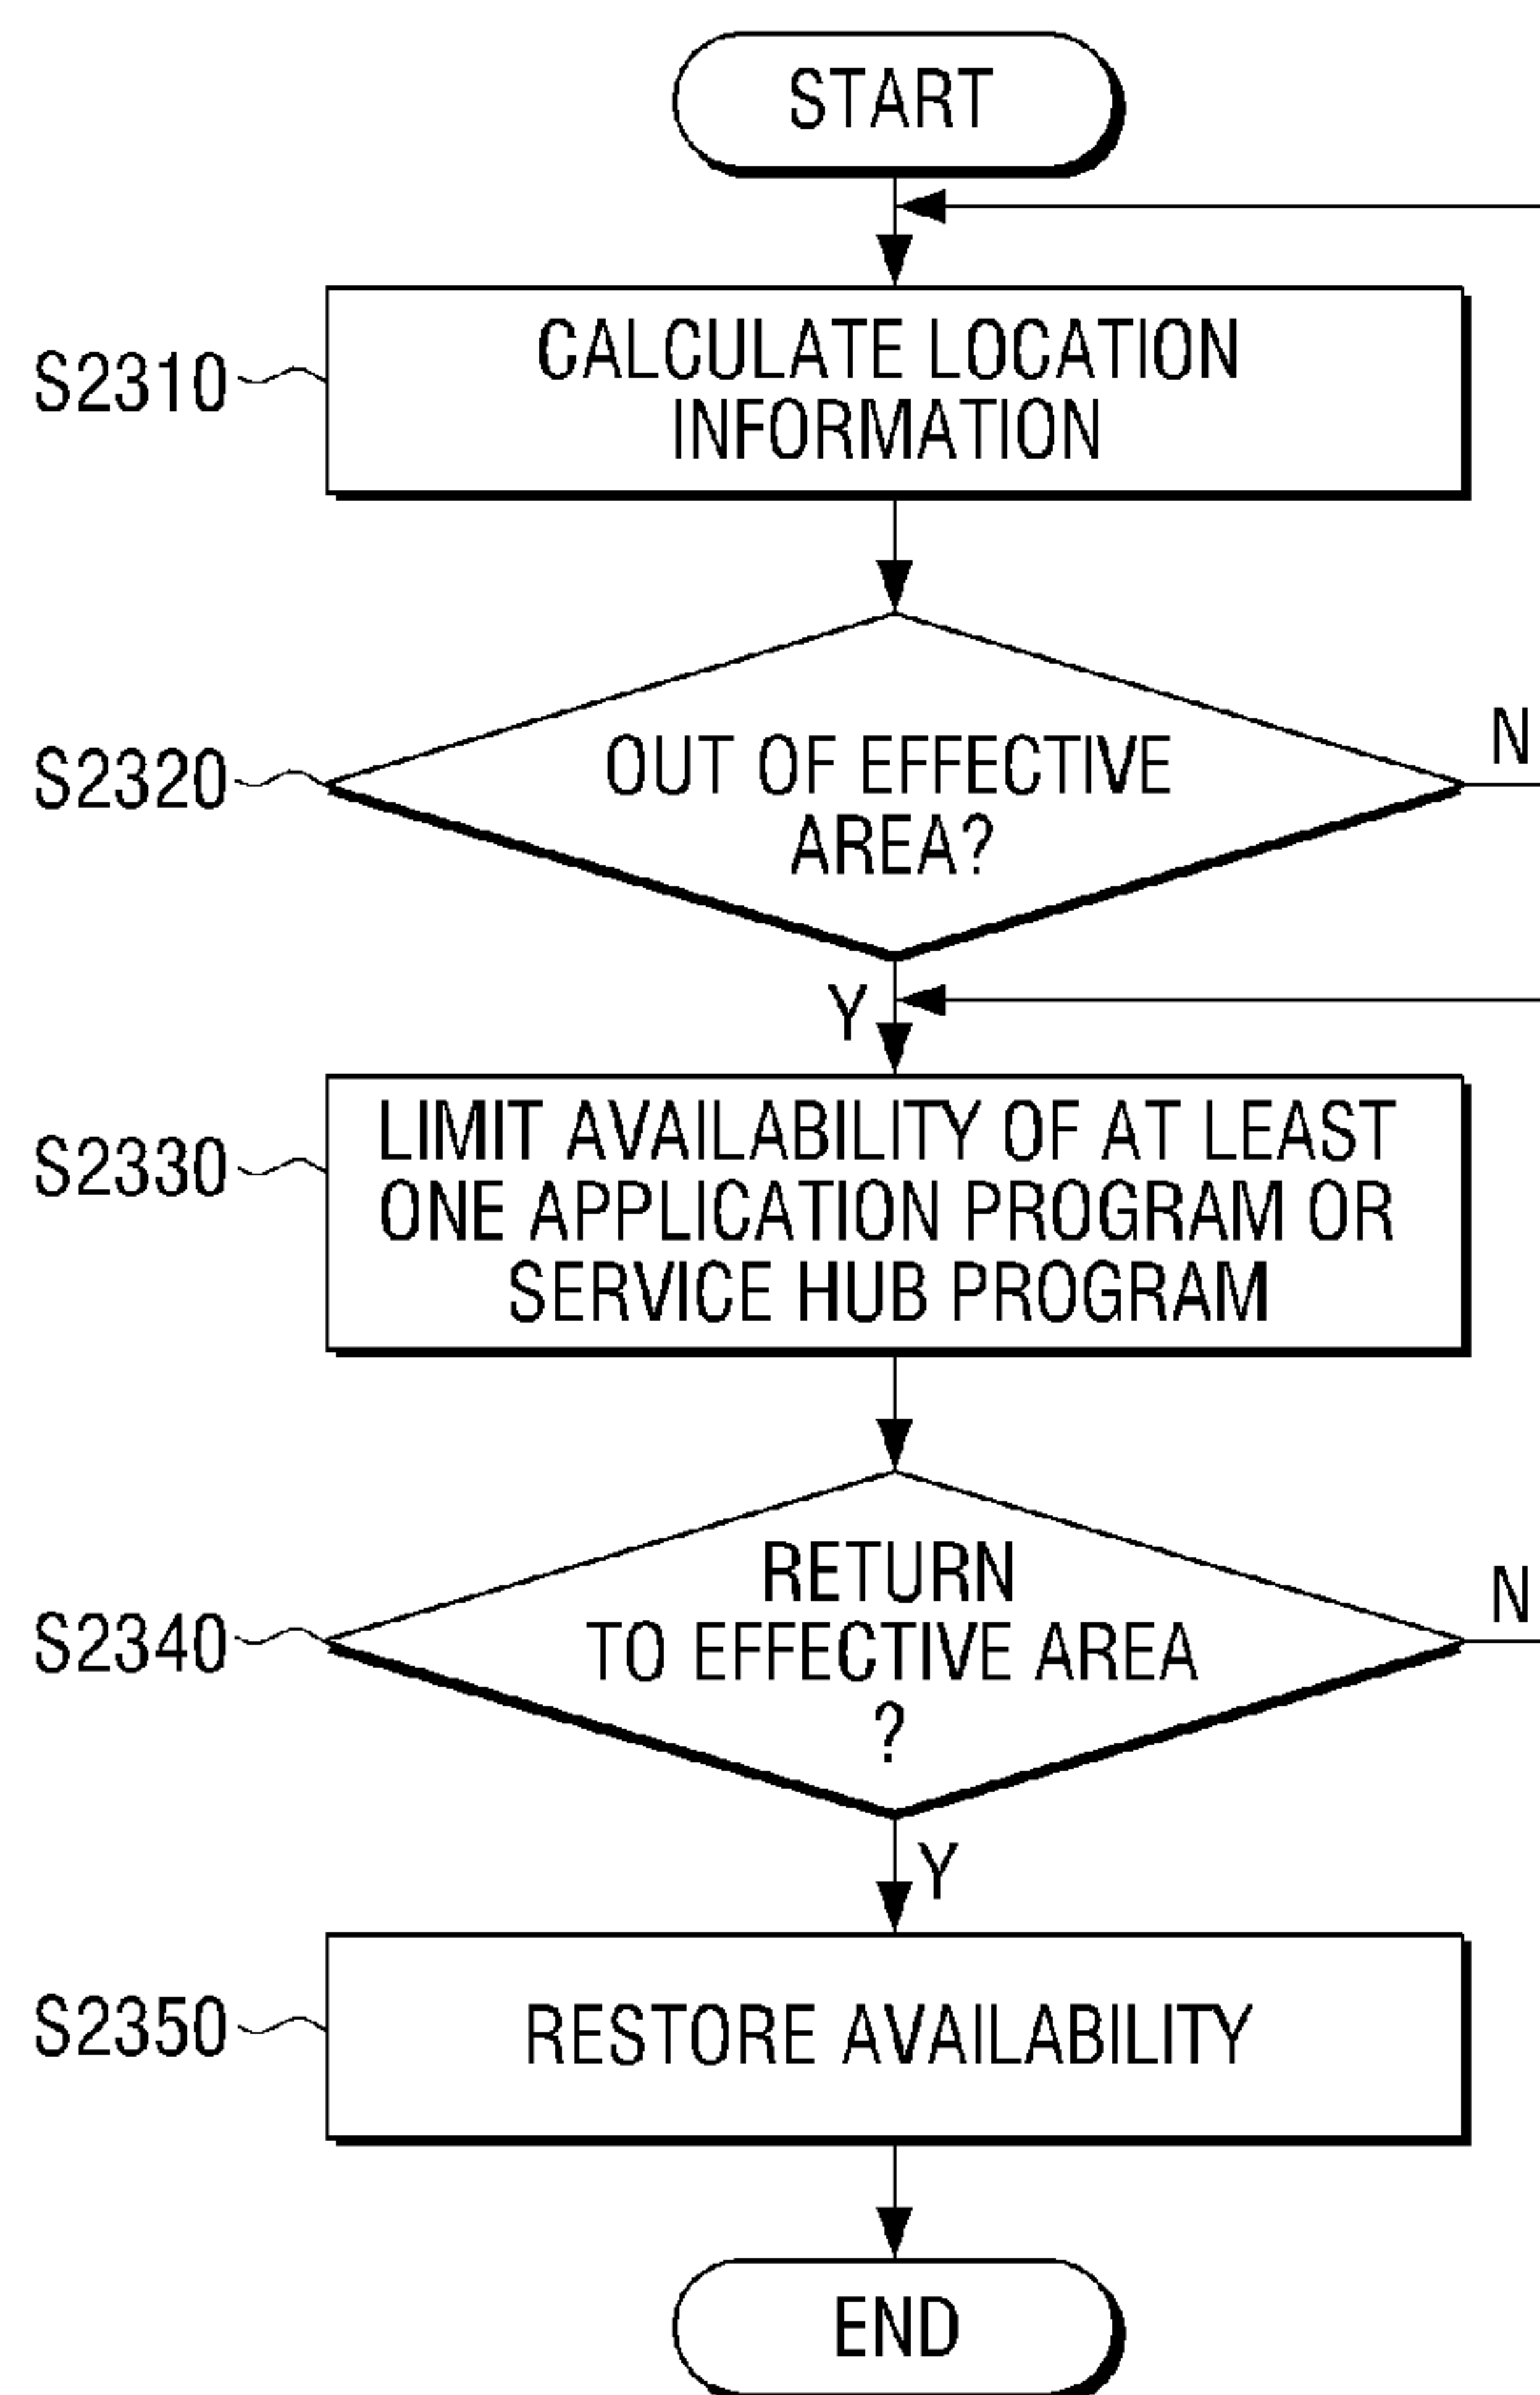 START
S2310
CALCULATE LOCATION
INFORMATION
S2320
OUT OF EFFECTIVE
AREA?
N
Y
S2330
LIMIT AVAILABILITY OF AT LEAST
ONE APPLICATION PROGRAM OR
SERVICE HUB PROGRAM
S2340
RETURN
TO EFFECTIVE AREA
?
N
Y
S2350
RESTORE AVAILABILITY
END